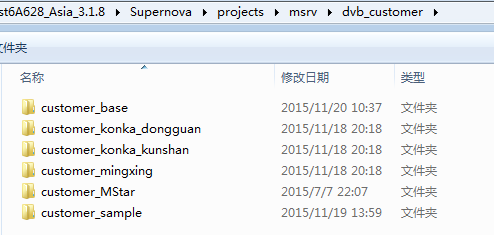 st6A628_Asia_3.1.8 ▸ Supernova ▸ projects ▸ msrv ▸ dvb_customer ▸
文件夹
名称 修改日期 类型
customer_base 2015/11/20 10:37 文件夹
customer_konka_dongguan 2015/11/18 20:18 文件夹
customer_konka_kunshan 2015/11/18 20:18 文件夹
customer_mingxing 2015/11/18 20:18 文件夹
customer_MStar 2015/7/7 22:07 文件夹
customer_sample 2015/11/19 13:59 文件夹